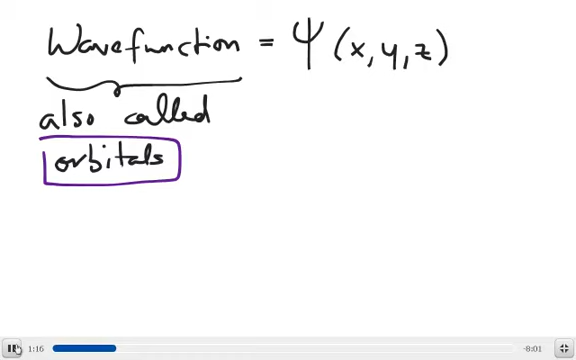 Wavefunction = Ψ (x, y, z)
also called
orbitals
1:16 -8:01